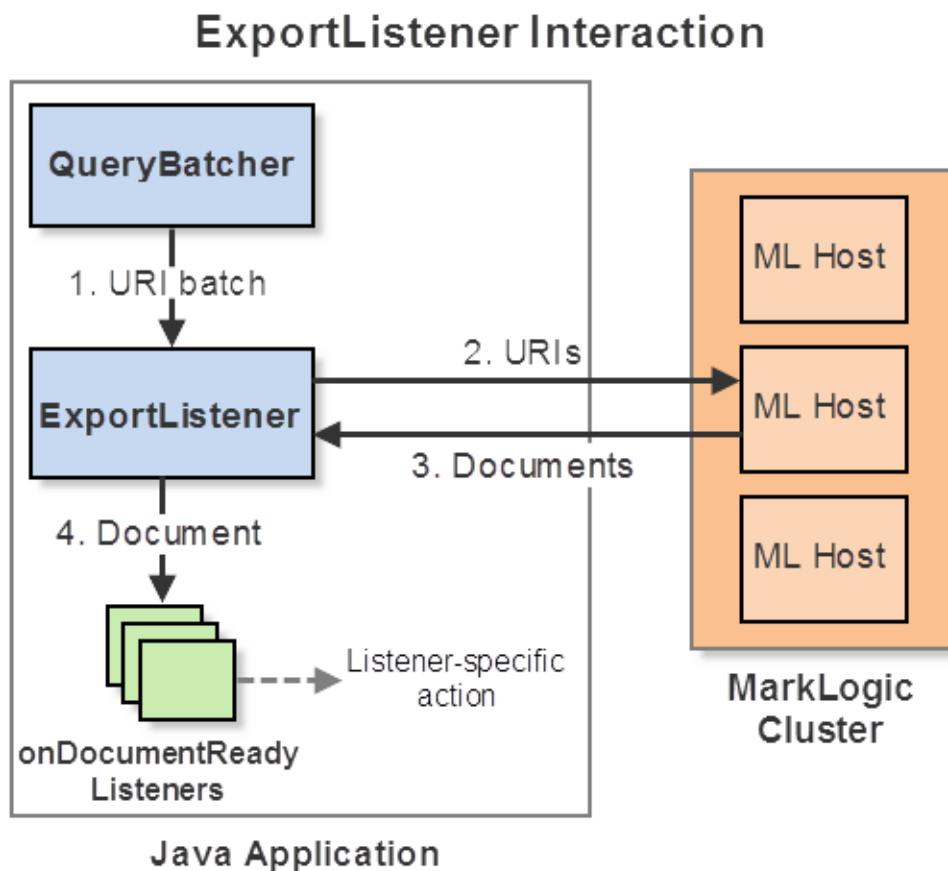 ExportListener Interaction
QueryBatcher
1. URI batch
ExportListener
2. URIs
3. Documents
4. Document
Listener-specific
action
onDocumentReady
Listeners
Java Application
ML Host
ML Host
ML Host
MarkLogic
Cluster